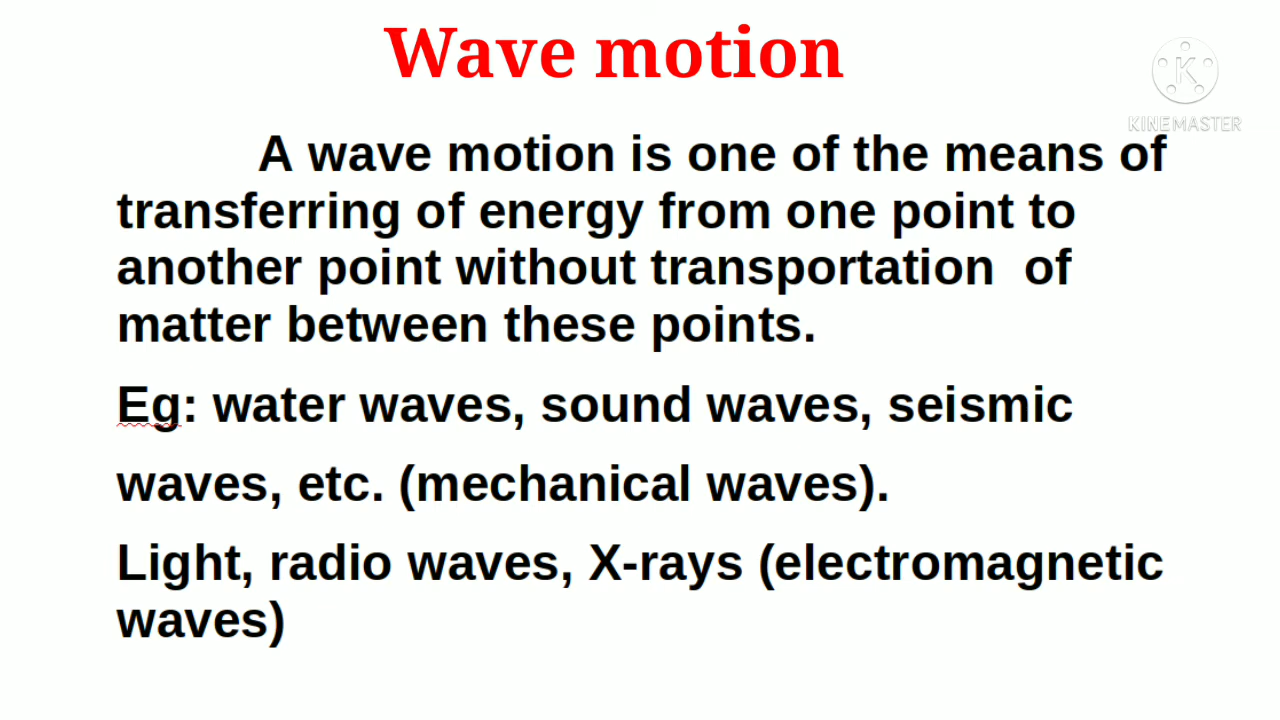 Wave motion
K
KINEMASTER
A wave motion is one of the means of
transferring of energy from one point to
another point without transportation  of
matter between these points.
Eg: water waves, sound waves, seismic
waves, etc. (mechanical waves).
Light, radio waves, X-rays (electromagnetic
waves)